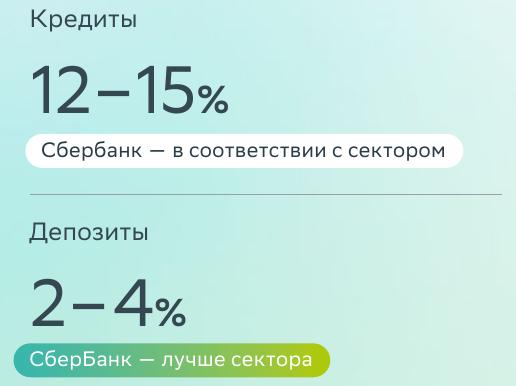 Кредиты
12–15%
Сбербанк — в соответствии с сектором
Депозиты
2–4%
СберБанк — лучше сектора